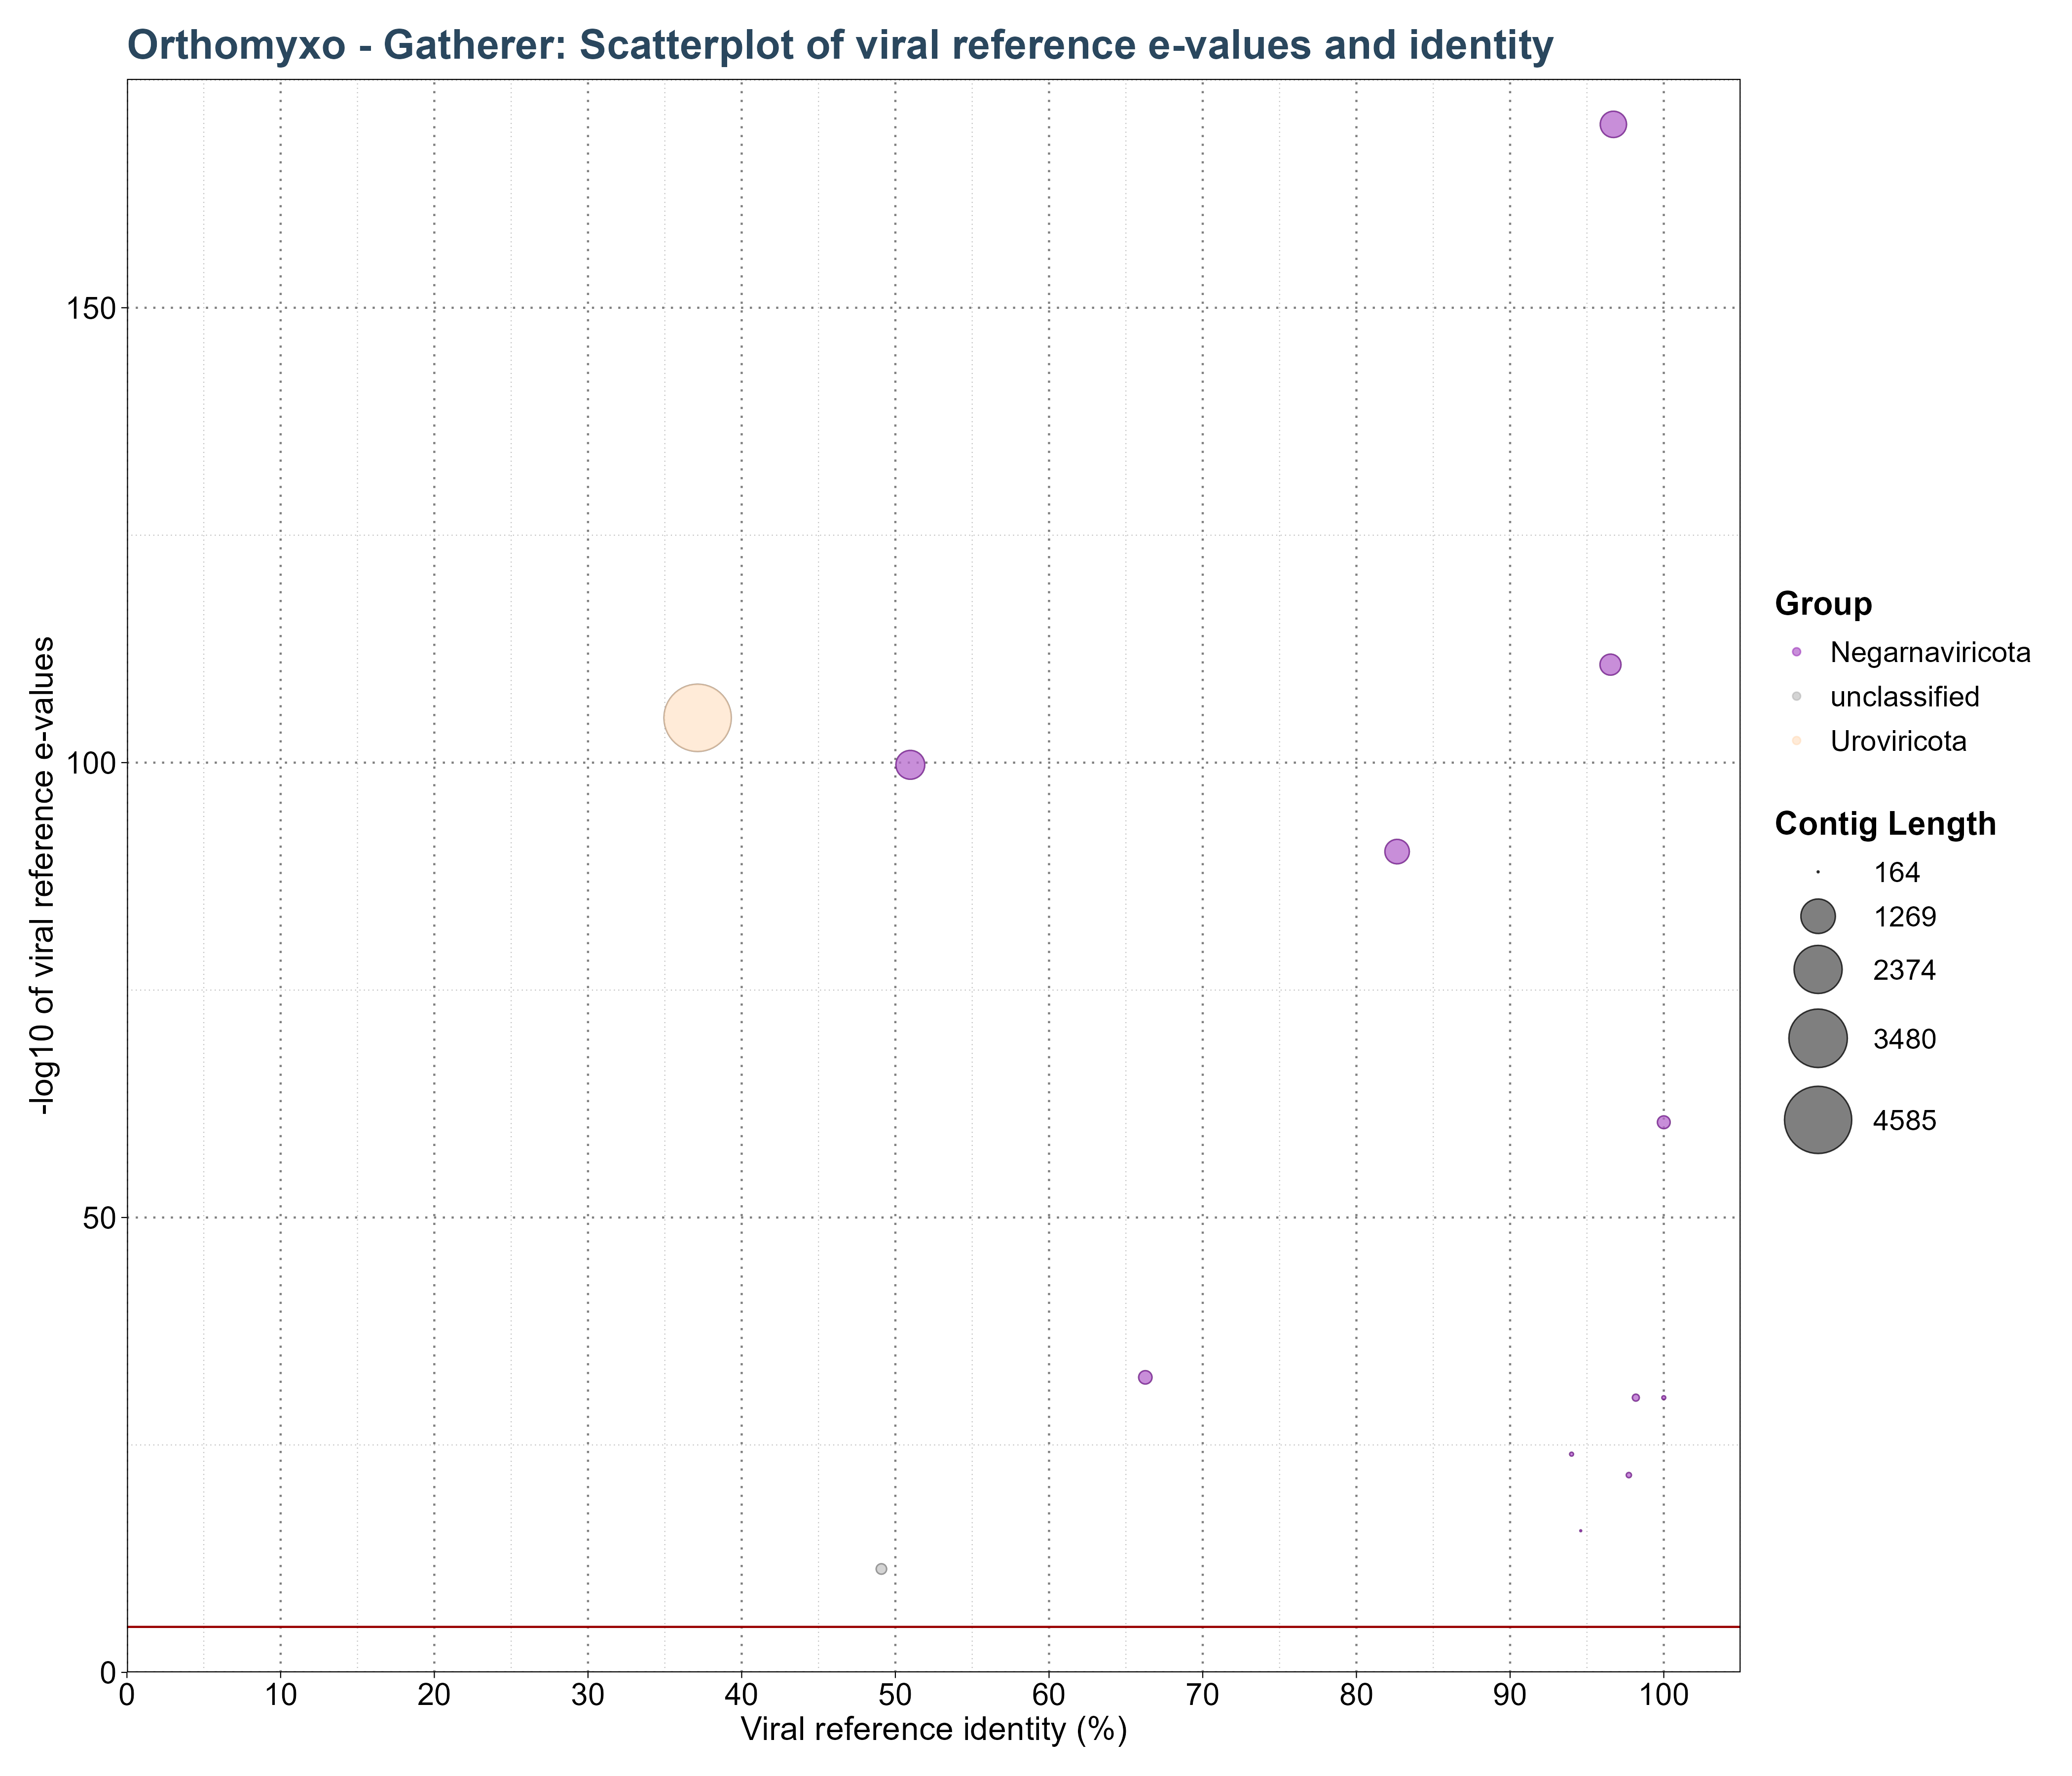 Orthomyxo - Gatherer: Scatterplot of viral reference e-values and identity
-log10 of viral reference e-values
150
100
50
0
0 10 20 30 40 50 60 70 80 90 100
Viral reference identity (%)
Group
Negarnaviricota
unclassified
Uroviricota
Contig Length
164
1269
2374
3480
4585